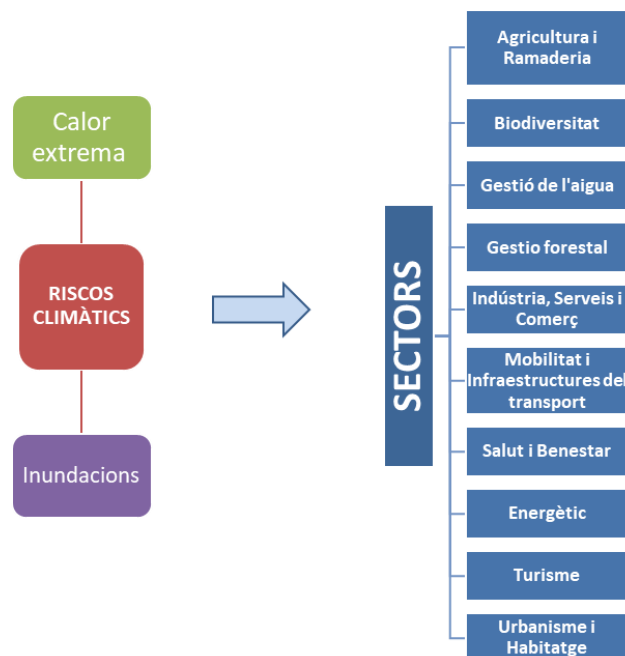 Calor
extrema
RISCOS
CLIMÀTICS
Inundacions
SECTORS
Agricultura i
Ramaderia
Biodiversitat
Gestió de l'aigua
Gestio forestal
Indústria, Serveis i
Comerç
Mobilitat i
Infraestructures del
transport
Salut i Benestar
Energètic
Turisme
Urbanisme i
Habitatge